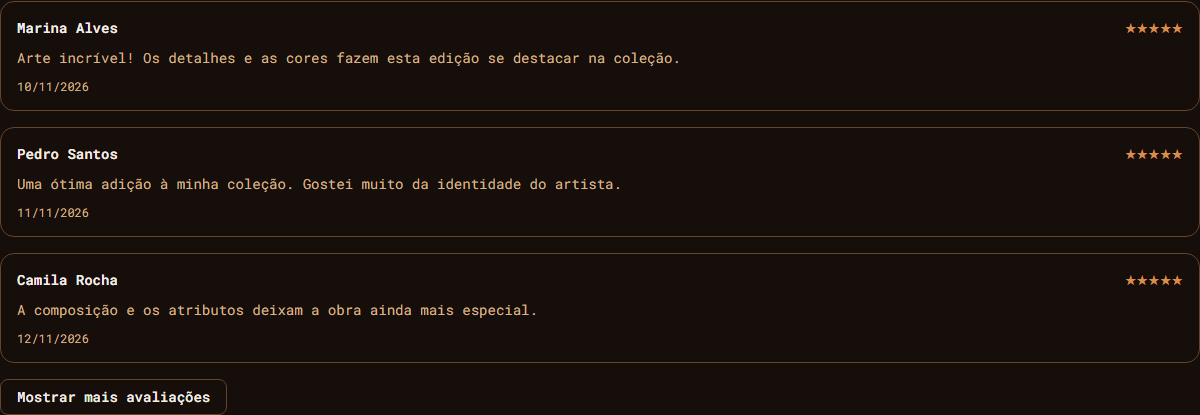 Marina Alves ★★★★★
Arte incrível! Os detalhes e as cores fazem esta edição se destacar na coleção.
10/11/2026
Pedro Santos ★★★★★
Uma ótima adição à minha coleção. Gostei muito da identidade do artista.
11/11/2026
Camila Rocha ★★★★★
A composição e os atributos deixam a obra ainda mais especial.
12/11/2026
Mostrar mais avaliações